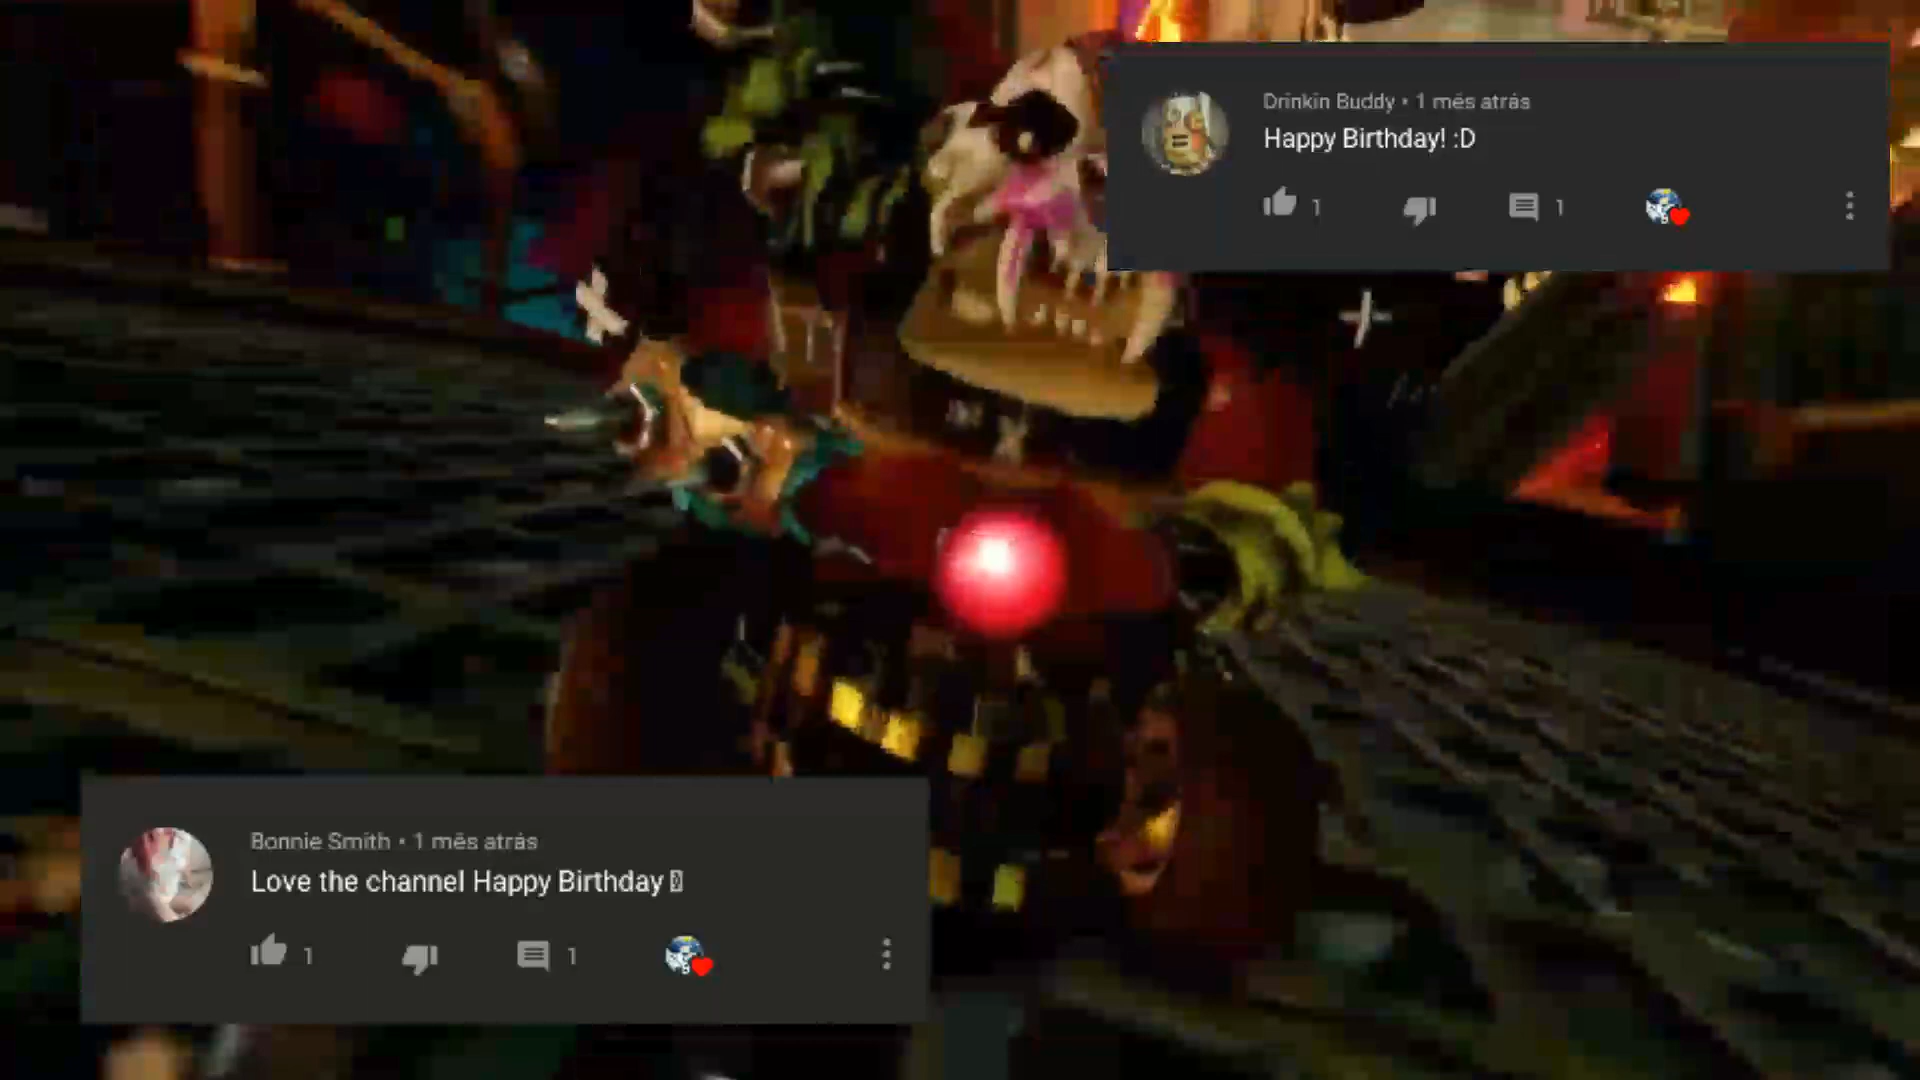 Drinkin Buddy • 1 mês atrás
Happy Birthday! :D
1
1
Bonnie Smith • 1 mês atrás
Love the channel Happy Birthday
1
1